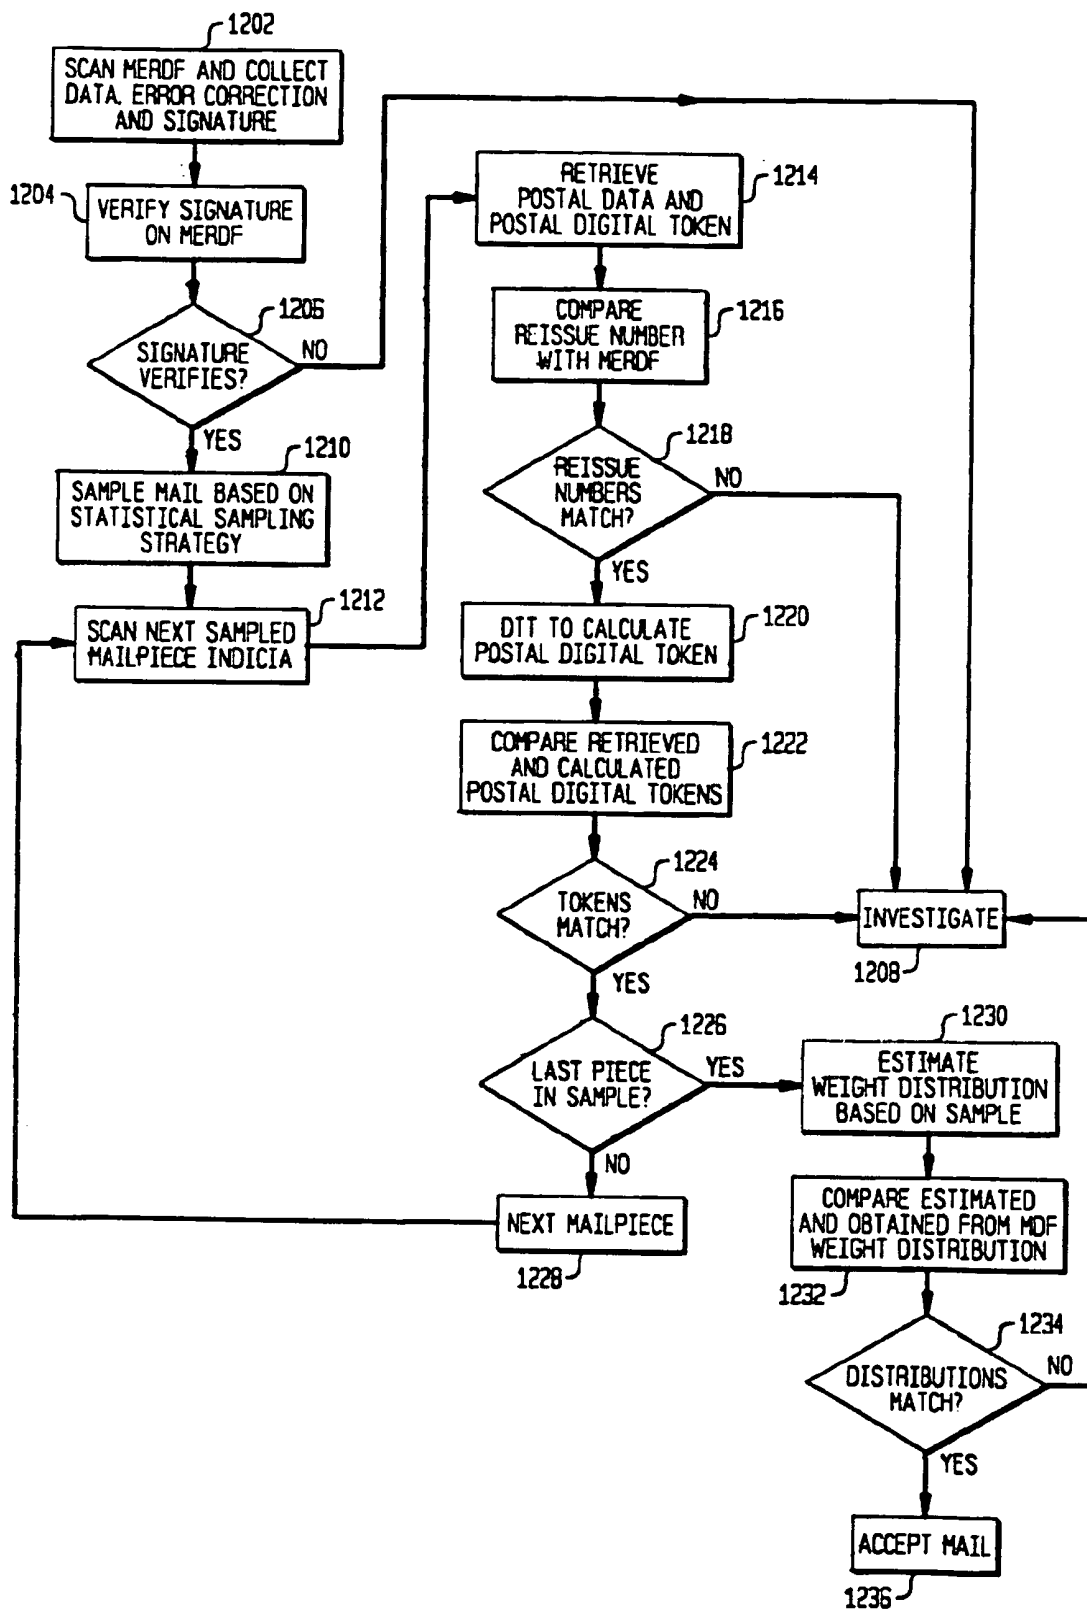 1202
SCAN MERDF AND COLLECT
DATA, ERROR CORRECTION
AND SIGNATURE
1204
VERIFY SIGNATURE
ON MERDF
1206
SIGNATURE
VERIFIES?
NO
YES
1210
SAMPLE MAIL BASED ON
STATISTICAL SAMPLING
STRATEGY
1212
SCAN NEXT SAMPLED
MAILPIECE INDICIA
RETRIEVE
POSTAL DATA AND
POSTAL DIGITAL TOKEN
1214
COMPARE
REISSUE NUMBER
WITH MERDF
1216
1218
REISSUE
NUMBERS
MATCH?
NO
YES
DTT TO CALCULATE
POSTAL DIGITAL TOKEN
1220
COMPARE RETRIEVED
AND CALCULATED
POSTAL DIGITAL TOKENS
1222
1224
TOKENS
MATCH?
NO
YES
INVESTIGATE
1208
1226
LAST PIECE
IN SAMPLE?
YES
NO
NEXT MAILPIECE
1228
1230
ESTIMATE
WEIGHT DISTRIBUTION
BASED ON SAMPLE
COMPARE ESTIMATED
AND OBTAINED FROM MDF
WEIGHT DISTRIBUTION
1232
1234
DISTRIBUTIONS
MATCH?
NO
YES
ACCEPT MAIL
1236